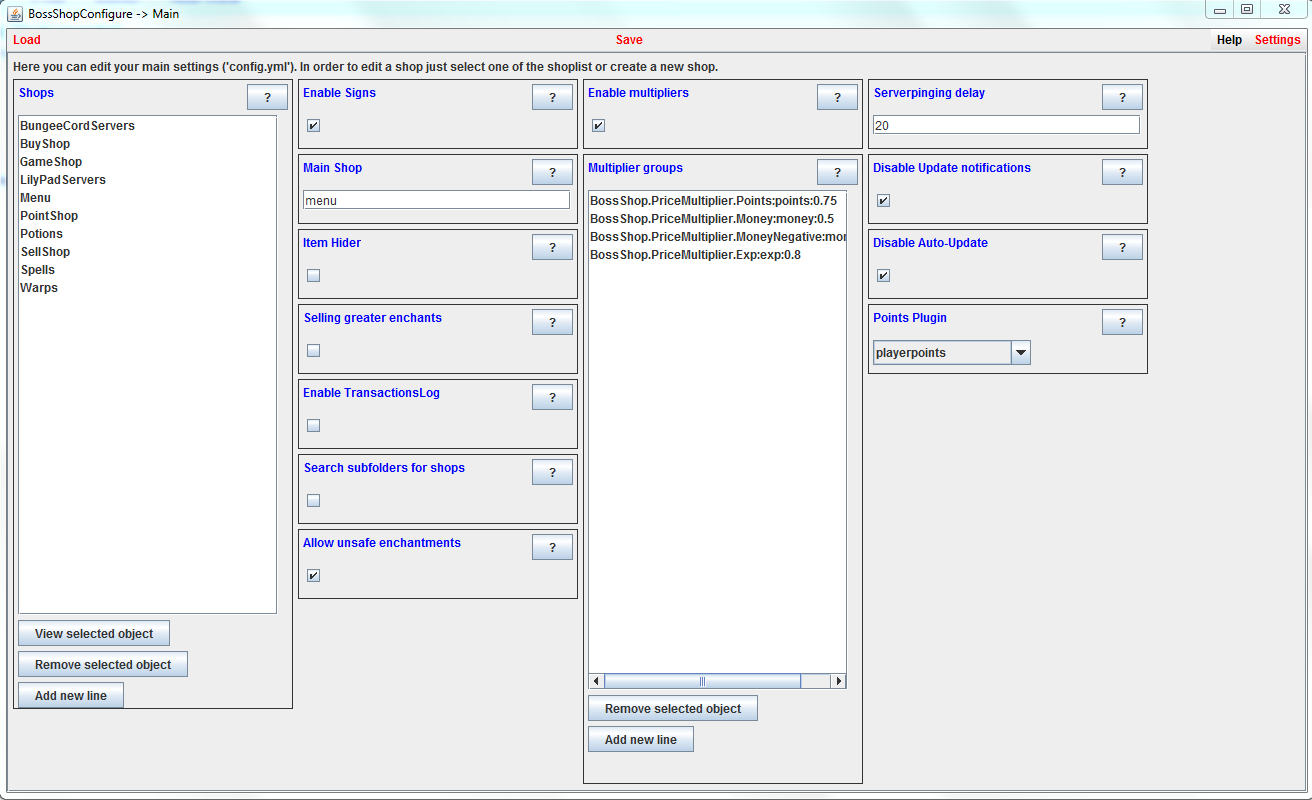 BossShopConfigure -> Main
Load
Save
Help
Settings
Here you can edit your main settings ('config.yml'). In order to edit a shop just select one of the shoplist or create a new shop.
Shops
?
BungeeCordServers
BuyShop
GameShop
LilyPadServers
Menu
PointShop
Potions
SellShop
Spells
Warps
View selected object
Remove selected object
Add new line
Enable Signs
?
Main Shop
?
menu
Item Hider
?
Selling greater enchants
?
Enable TransactionsLog
?
Search subfolders for shops
?
Allow unsafe enchantments
?
Enable multipliers
?
Multiplier groups
?
BossShop.PriceMultiplier.Points:points:0.75
BossShop.PriceMultiplier.Money:money:0.5
BossShop.PriceMultiplier.MoneyNegative:mon
BossShop.PriceMultiplier.Exp:exp:0.8
Remove selected object
Add new line
Serverpinging delay
?
20
Disable Update notifications
?
Disable Auto-Update
?
Points Plugin
?
playerpoints